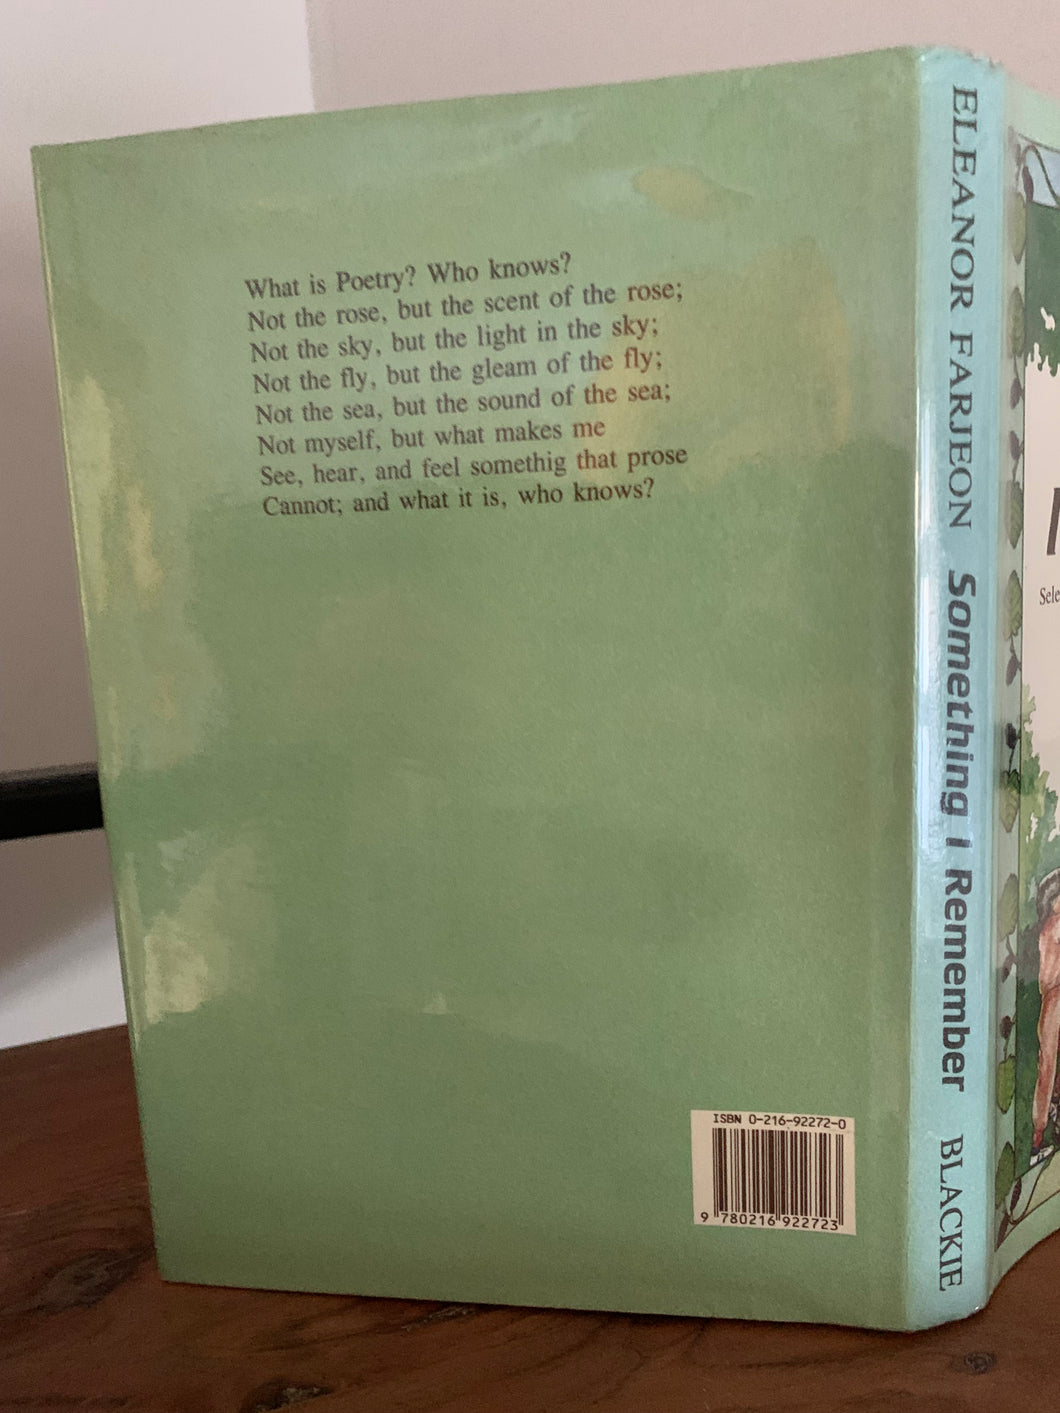 What is Poetry? Who knows?
Not the rose, but the scent of the rose;
Not the sky, but the light in the sky;
Not the fly, but the gleam of the fly;
Not the sea, but the sound of the sea;
Not myself, but what makes me
See, hear, and feel somethig that prose
Cannot; and what it is, who knows?
ISBN 0-216-92272-0
9 780216 922723
ELEANOR FARJEON Something I Remember BLACKIE